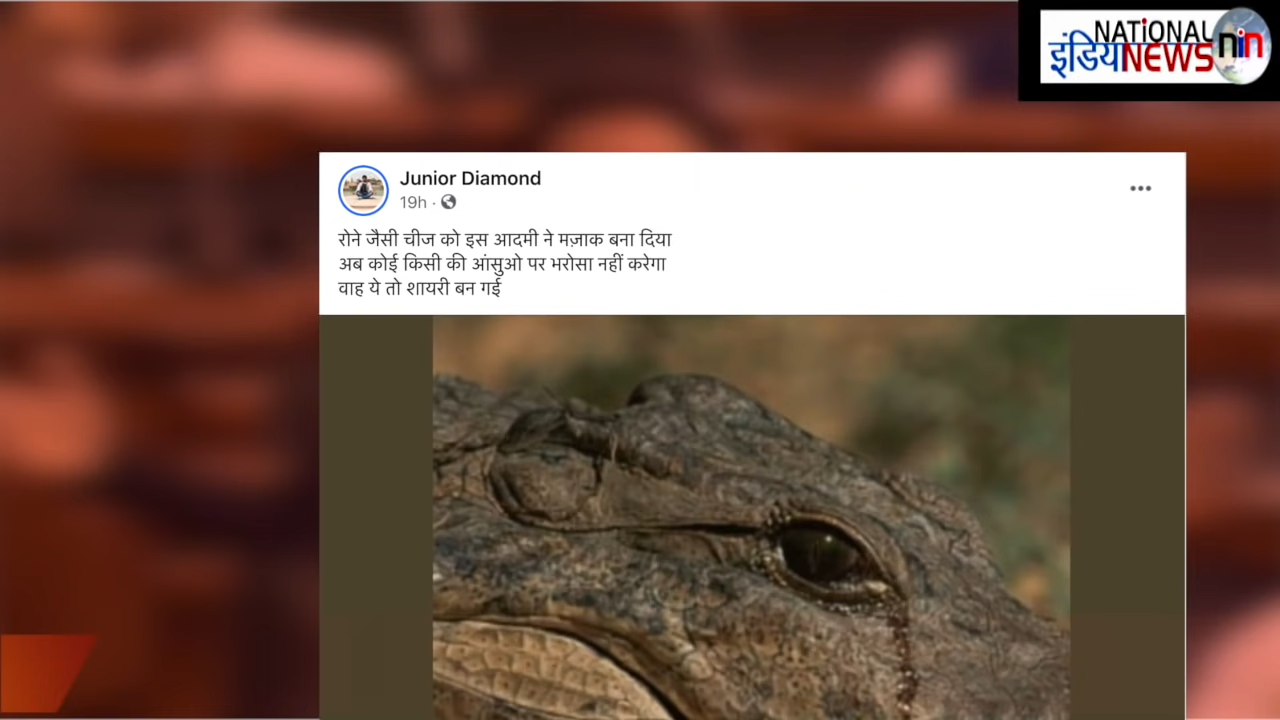 NATIONAL
इंडिया NEWS nin
Junior Diamond
19h ·
रोने जैसी चीज को इस आदमी ने मज़ाक बना दिया
अब कोई किसी की आंसुओ पर भरोसा नहीं करेगा
वाह ये तो शायरी बन गई